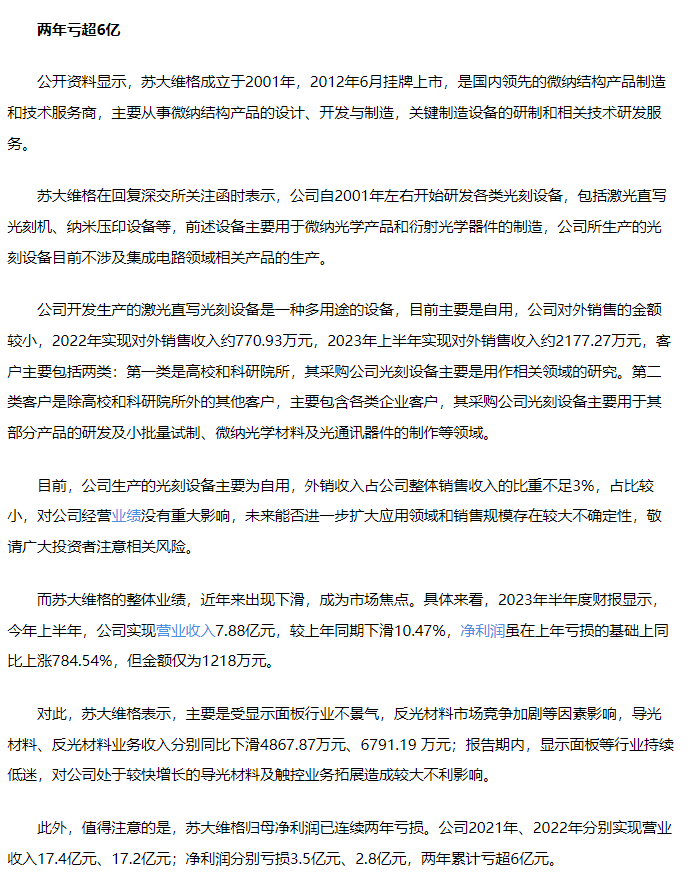 两年亏超6亿
公开资料显示，苏大维格成立于2001年，2012年6月挂牌上市，是国内领先的微纳结构产品制造
和技术服务商，主要从事微纳结构产品的设计、开发与制造，关键制造设备的研制和相关技术研发服
务。
苏大维格在回复深交所关注函时表示，公司自2001年左右开始研发各类光刻设备，包括激光直写
光刻机、纳米压印设备等，前述设备主要用于微纳光学产品和衍射光学器件的制造，公司所生产的光
刻设备目前不涉及集成电路领域相关产品的生产。
公司开发生产的激光直写光刻设备是一种多用途的设备，目前主要是自用，公司对外销售的金额
较小，2022年实现对外销售收入约770.93万元，2023年上半年实现对外销售收入约2177.27万元，客
户主要包括两类：第一类是高校和科研院所，其采购公司光刻设备主要是用作相关领域的研究。第二
类客户是除高校和科研院所外的其他客户，主要包含各类企业客户，其采购公司光刻设备主要用于其
部分产品的研发及小批量试制、微纳光学材料及光通讯器件的制作等领域。
目前，公司生产的光刻设备主要为自用，外销收入占公司整体销售收入的比重不足3%，占比较
小，对公司经营业绩没有重大影响，未来能否进一步扩大应用领域和销售规模存在较大不确定性，敬
请广大投资者注意相关风险。
而苏大维格的整体业绩，近年来出现下滑，成为市场焦点。具体来看，2023年半年度财报显示，
今年上半年，公司实现营业收入7.88亿元，较上年同期下滑10.47%，净利润虽在上年亏损的基础上同
比上涨784.54%，但金额仅为1218万元。
对此，苏大维格表示，主要是受显示面板行业不景气，反光材料市场竞争加剧等因素影响，导光
材料、反光材料业务收入分别同比下滑4867.87万元、6791.19 万元；报告期内，显示面板等行业持续
低迷，对公司处于较快增长的导光材料及触控业务拓展造成较大不利影响。
此外，值得注意的是，苏大维格归母净利润已连续两年亏损。公司2021年、2022年分别实现营业
收入17.4亿元、17.2亿元；净利润分别亏损3.5亿元、2.8亿元，两年累计亏超6亿元。